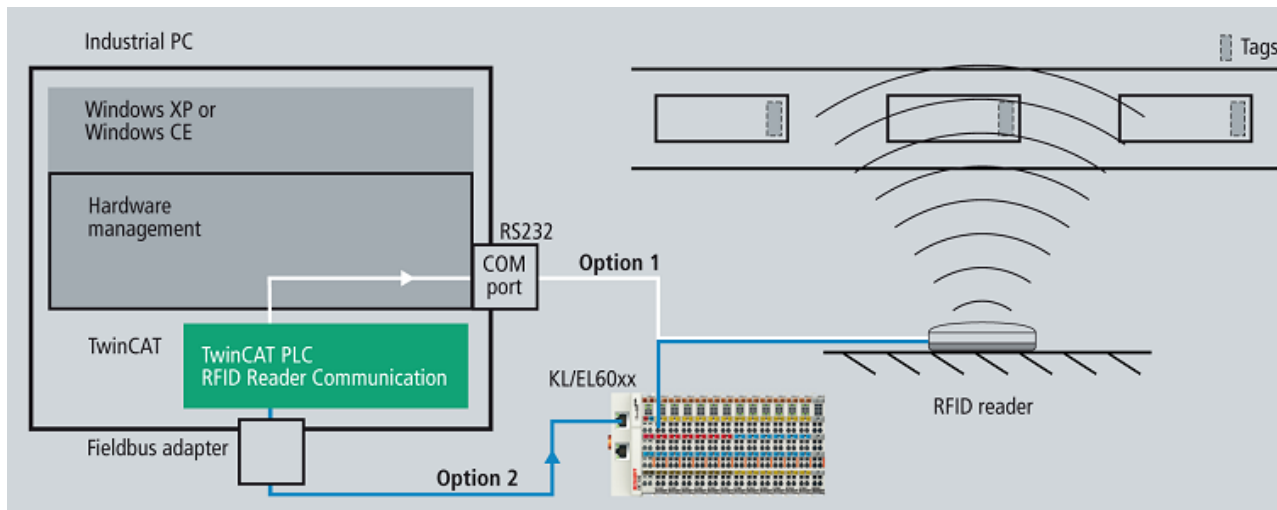 Industrial PC
Tags
Windows XP or
Windows CE
Hardware
management
RS232
COM
port
Option 1
TwinCAT
TwinCAT PLC
RFID Reader Communication
KL/EL60xx
RFID reader
Fieldbus adapter
Option 2